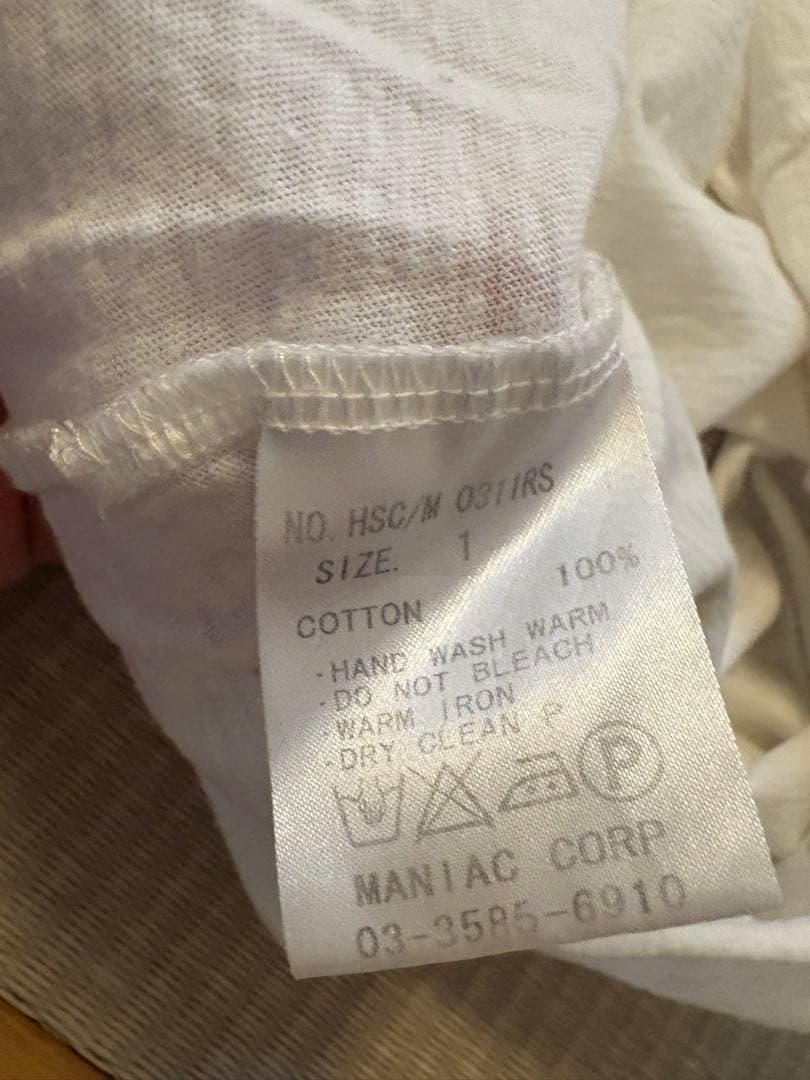 NO. HSC/M 0311RS
SIZE. 1
COTTON 100%
·HAND WASH WARM
·DO NOT BLEACH
·WARM IRON
·DRY CLEAN P
P
MANIAC CORP
03-3585-6910